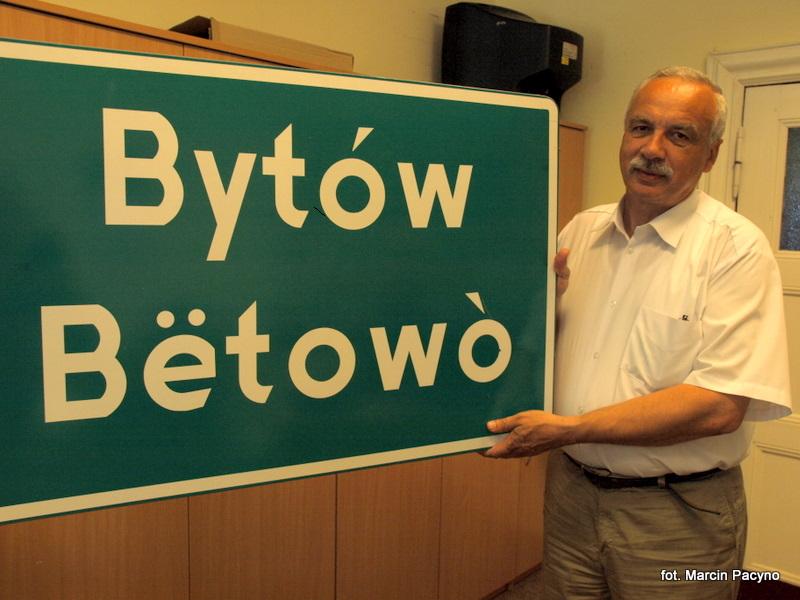 Bytów
Bëtowò
fot. Marcin Pacyno